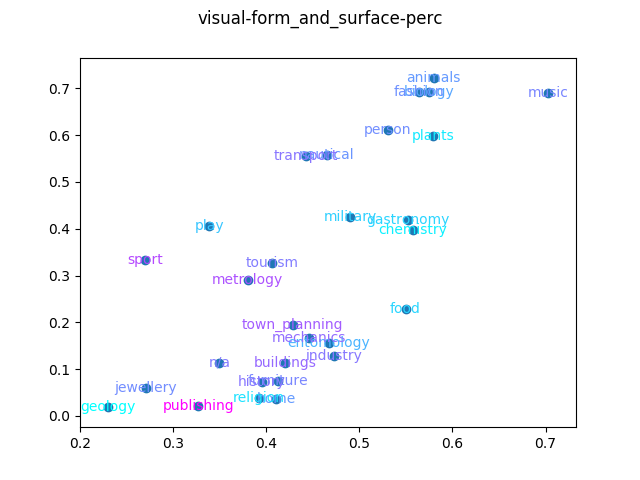 visual-form_and_surface-perc
animals
fashion
biology
music
person
plants
transport
nautical
military
gastronomy
chemistry
play
sport
tourism
metrology
food
town_planning
mechanics
entomology
industry
n/a
buildings
history
furniture
jewellery
religion
home
geology
publishing
0.7
0.6
0.5
0.4
0.3
0.2
0.1
0.0
0.2
0.3
0.4
0.5
0.6
0.7